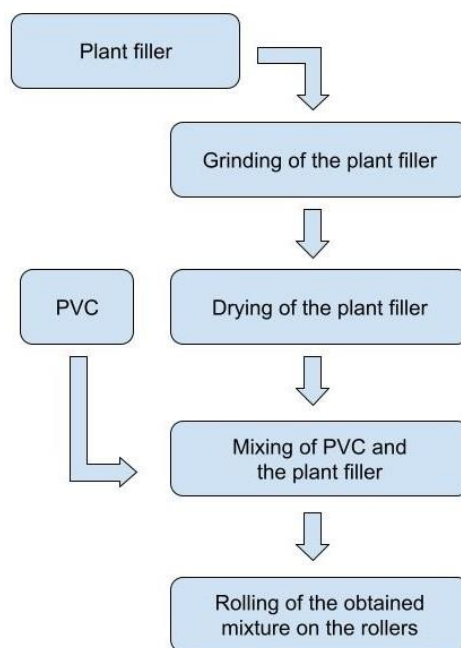 Plant filler
Grinding of the plant filler
PVC
Drying of the plant filler
Mixing of PVC and
the plant filler
Rolling of the obtained
mixture on the rollers